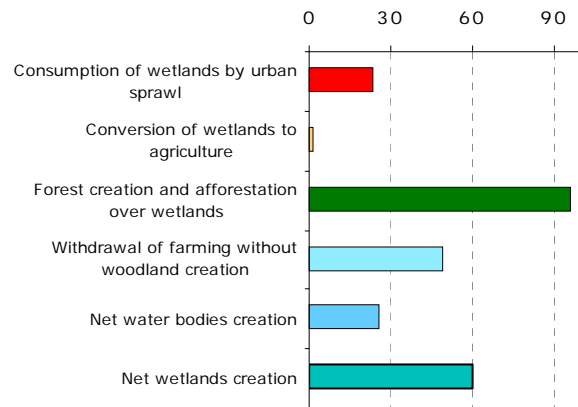 0 30 60 90
Consumption of wetlands by urban
sprawl
Conversion of wetlands to
agriculture
Forest creation and afforestation
over wetlands
Withdrawal of farming without
woodland creation
Net water bodies creation
Net wetlands creation